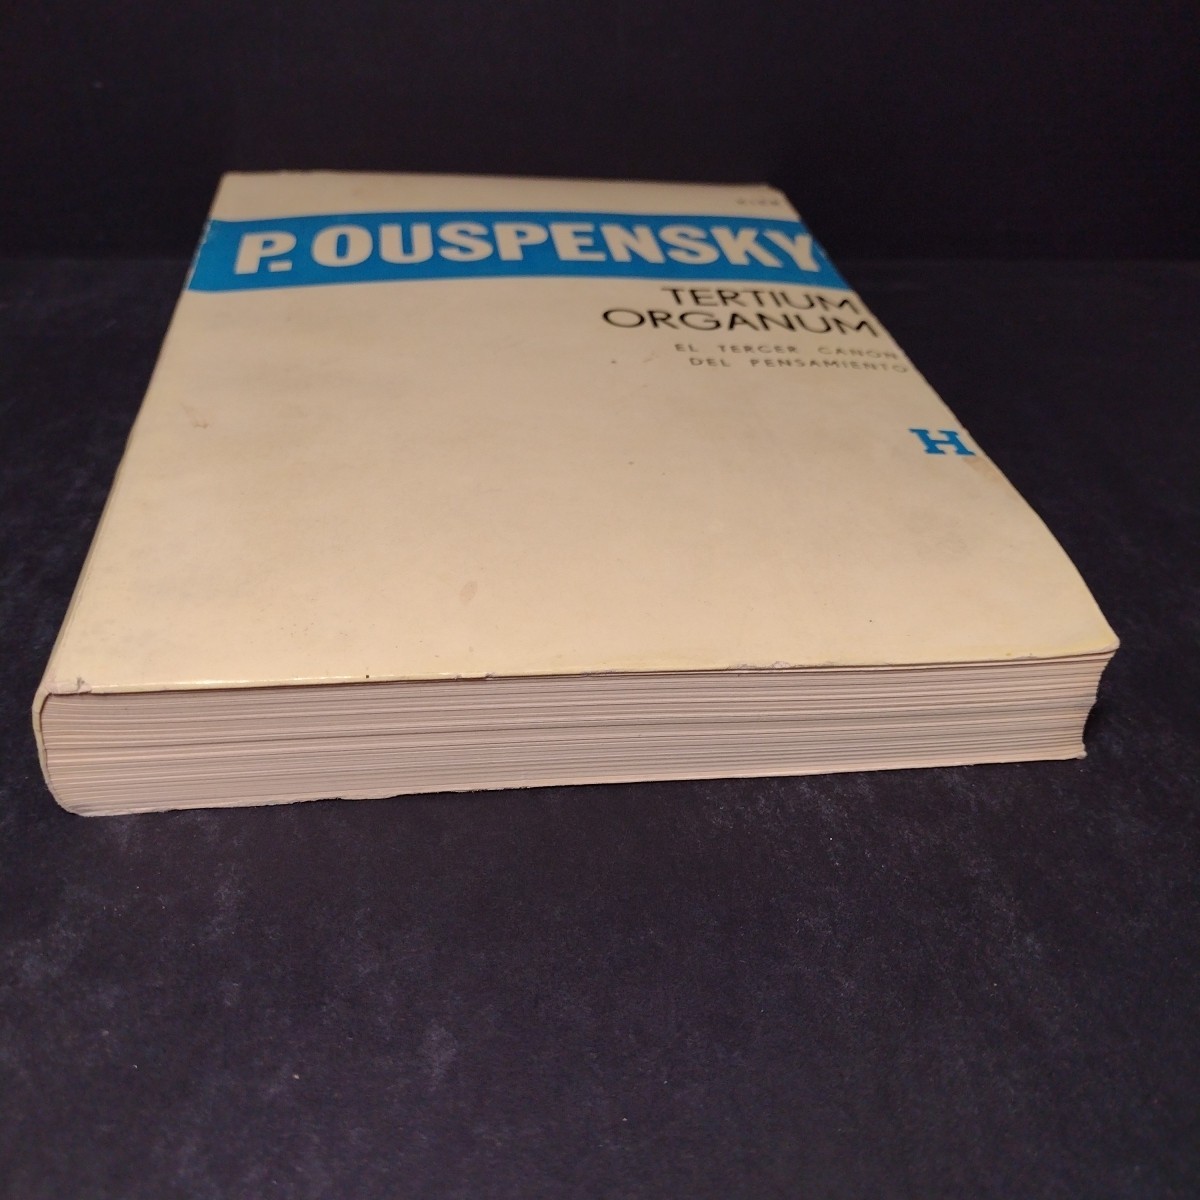 P. OUSPENSKY
TERTIUM
ORGANUM
EL TERCER CANON
DEL PENSAMIENTO
H